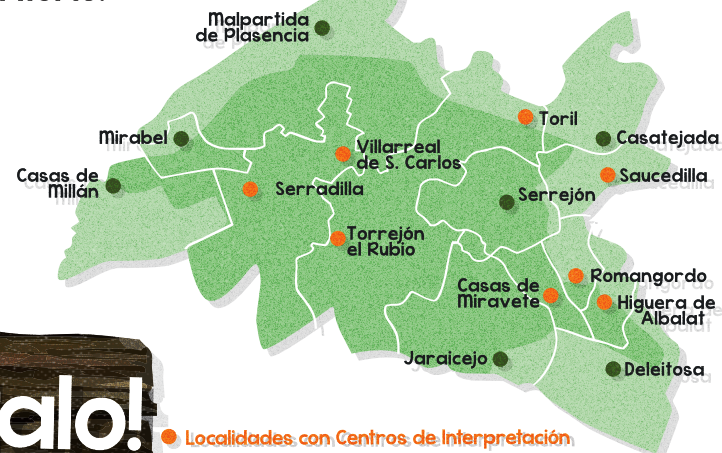 Malpartida
de Plasencia
Toril
Mirabel
Casatejada
Villarreal
de S. Carlos
Casas de
Millán
Saucedilla
Serradilla
Serrejón
Torrejón
el Rubio
Romangordo
Casas de
Miravete
Higuera de
Albalat
Jaraicejo
Deleitosa
alo!
Localidades con Centros de Interpretación